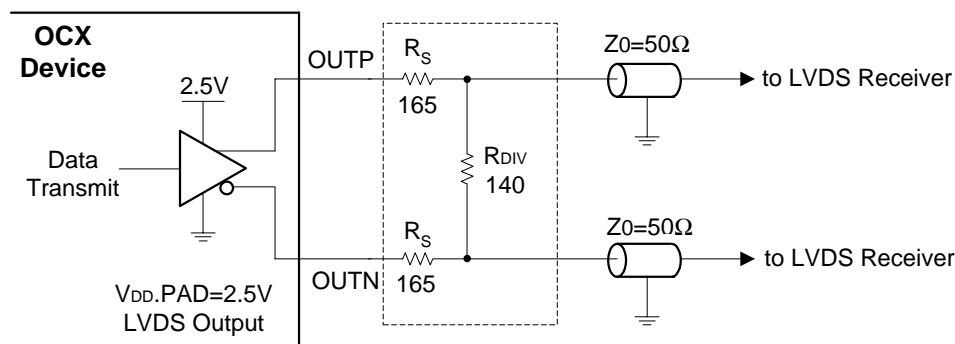 OCX
Device
2.5V
Data
Transmit
VDD.PAD=2.5V
LVDS Output
OUTP
OUTN
RS
165
RDIV
140
RS
165
Z0=50Ω
to LVDS Receiver
Z0=50Ω
to LVDS Receiver